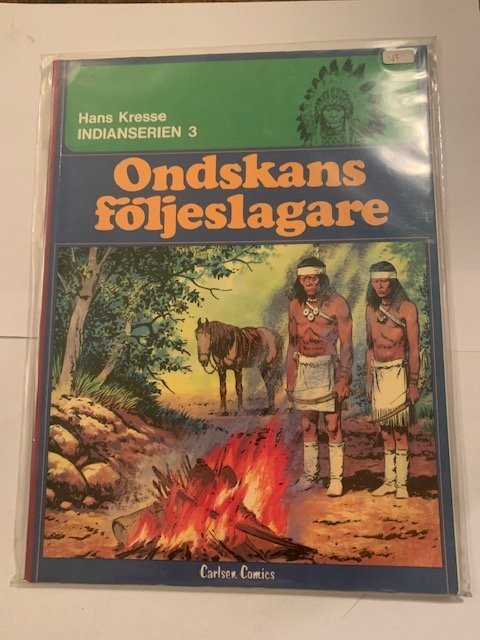 Hans Kresse
INDIANSERIEN 3
Ondskans
följeslagare
Carlsen Comics